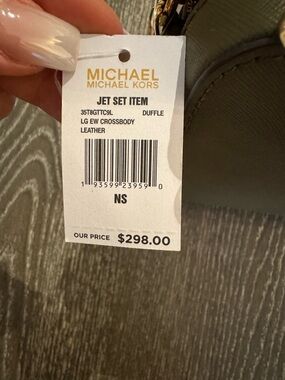 MICHAEL
MICHAEL KORS
JET SET ITEM
35T8GTTC9L DUFFLE
LG EW CROSSBODY
LEATHER
1 93599 23959 0
NS
OUR PRICE $298.00